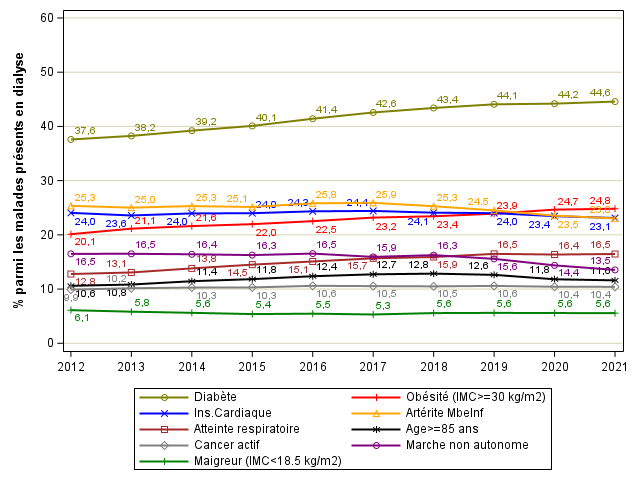 % parmi les malades présents en dialyse
60
50
40
30
20
10
0
37,6 38,2 39,2 40,1 41,4 42,6 43,4 44,1 44,2 44,6
25,3 25,0 25,3 25,1 25,8 25,9 25,3 24,5 23,5
24,0 23,6 24,0 24,0 24,3 24,4 24,1 24,0 23,4 23,1
20,1 21,1 21,6 22,0 22,5 23,2 23,4 23,9 24,7 24,8
16,5 16,5 16,4 16,3 16,5 15,9 16,3 15,6 14,4 13,5
12,8 13,1 13,8 14,5 15,1 15,7 15,9 16,5 16,4 16,5
10,6 10,8 11,4 11,8 12,4 12,7 12,8 12,6 11,8
9,9 10,2 10,3 10,3 10,6 10,5 10,5 10,6 10,4 10,4
6,1 5,8 5,6 5,4 5,5 5,3 5,6 5,6 5,6 5,6
2012 2013 2014 2015 2016 2017 2018 2019 2020 2021
Diabète Obésité (IMC>=30 kg/m2)
Ins.Cardiaque Artérite MbeInf
Atteinte respiratoire Age>=85 ans
Cancer actif Marche non autonome
Maigreur (IMC<18.5 kg/m2)